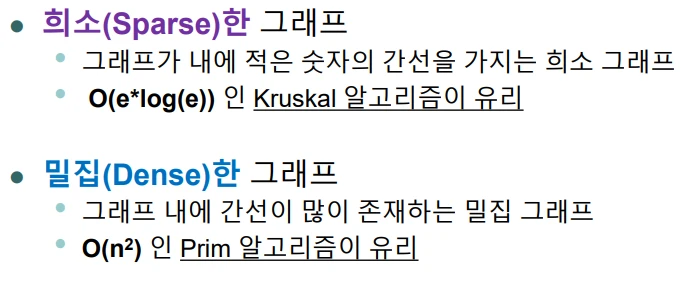 희소(Sparse)한 그래프
그래프가 내에 적은 숫자의 간선을 가지는 희소 그래프
O(e*log(e)) 인 Kruskal 알고리즘이 유리
밀집(Dense)한 그래프
그래프 내에 간선이 많이 존재하는 밀집 그래프
O(n²) 인 Prim 알고리즘이 유리